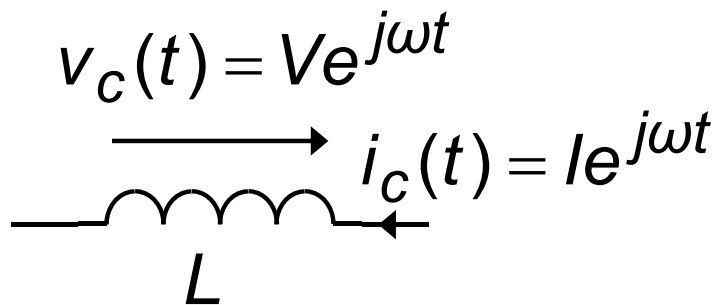 v_c(t) = Ve^{jωt}
i_c(t) = Ie^{jωt}
L